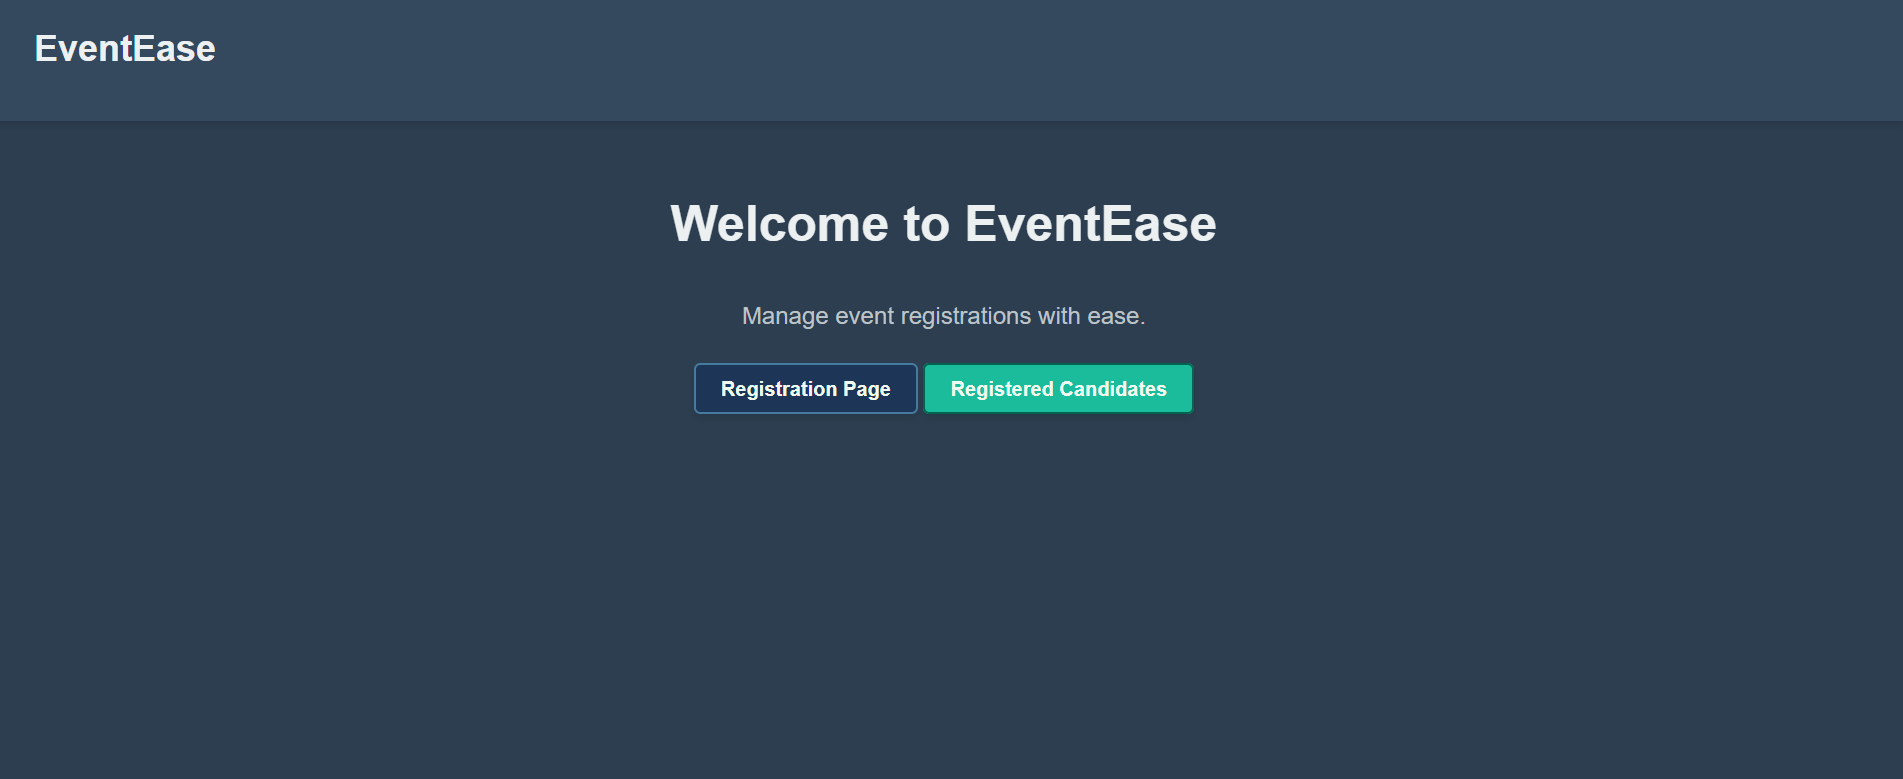 EventEase
Welcome to EventEase
Manage event registrations with ease.
Registration Page Registered Candidates